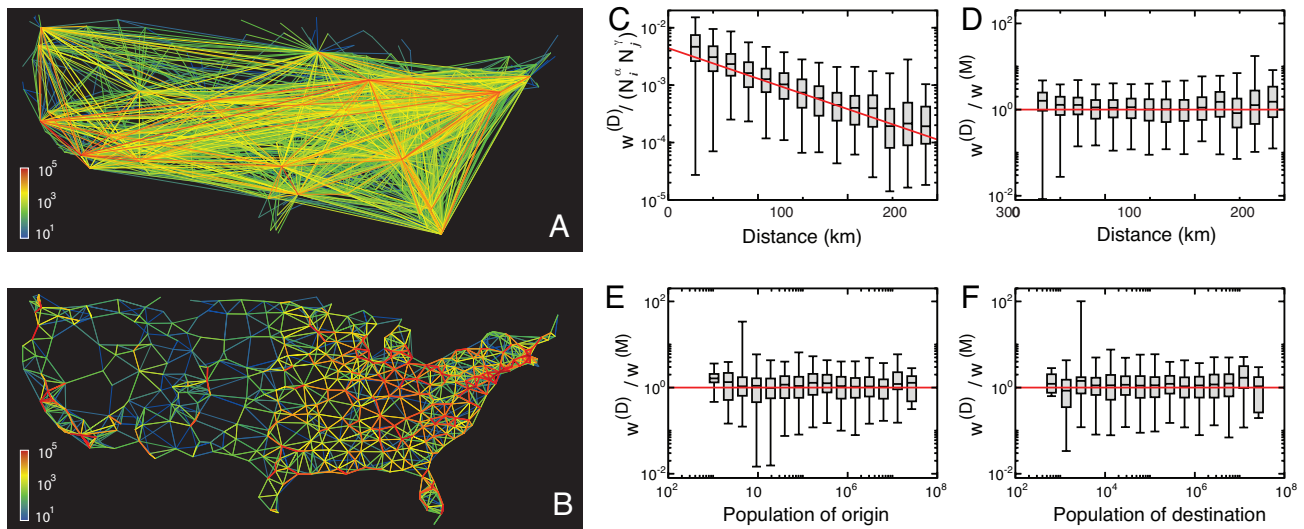 A
10^5
10^3
10^1
B
10^5
10^3
10^1
C
w^(D)/(N_i^α N_j^γ)
10^-2
10^-3
10^-4
10^-5
0 100 200
Distance (km)
D
w^(D) / w^(M)
10^2
10^0
10^-2
300 100 200
Distance (km)
E
w^(D) / w^(M)
10^2
10^0
10^-2
10^2 10 10^6 10^8
Population of origin
F
w^(D) / w^(M)
10^2
10^0
10^-2
10^2 10^4 10^6 10^8
Population of destination